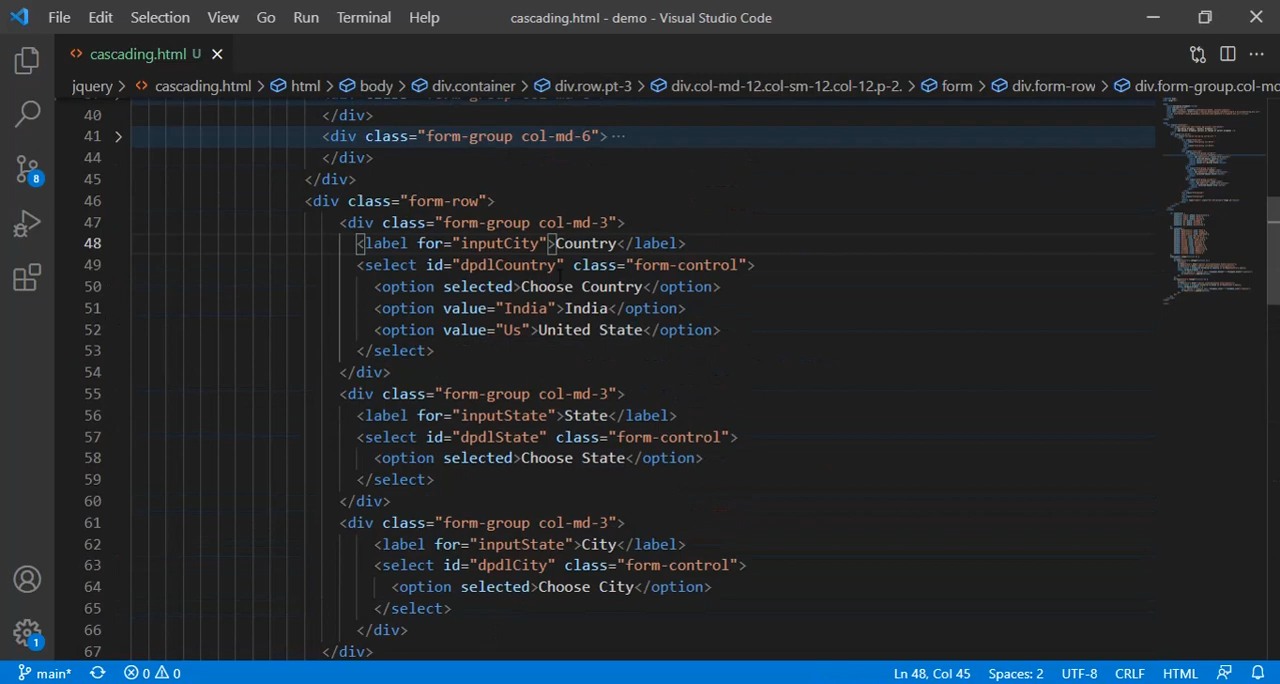 File Edit Selection View Go Run Terminal Help cascading.html - demo - Visual Studio Code
cascading.html U
jquery > cascading.html > html > body > div.container > div.row.pt-3 > div.col-md-12.col-sm-12.col-12.p-2. > form > div.form-row > div.form-group.col-md
40 </div>
41 <div class="form-group col-md-6"> ···
44 </div>
45 </div>
46 <div class="form-row">
47 <div class="form-group col-md-3">
48 <label for="inputCity">Country</label>
49 <select id="dpdlCountry" class="form-control">
50 <option selected>Choose Country</option>
51 <option value="India">India</option>
52 <option value="Us">United State</option>
53 </select>
54 </div>
55 <div class="form-group col-md-3">
56 <label for="inputState">State</label>
57 <select id="dpdlState" class="form-control">
58 <option selected>Choose State</option>
59 </select>
60 </div>
61 <div class="form-group col-md-3">
62 <label for="inputState">City</label>
63 <select id="dpdlCity" class="form-control">
64 <option selected>Choose City</option>
65 </select>
66 </div>
67 </div>
8
1
main* 0 0 Ln 48, Col 45 Spaces: 2 UTF-8 CRLF HTML